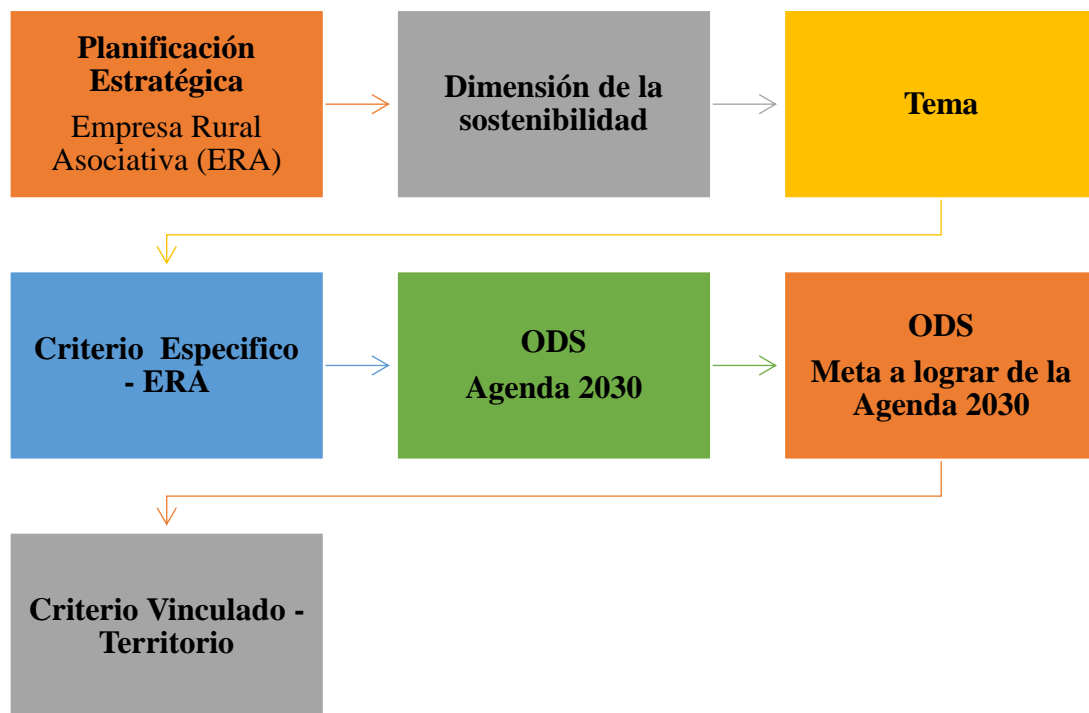 Planificación
Estratégica
Empresa Rural
Asociativa (ERA)
Dimensión de la
sostenibilidad
Tema
Criterio Especifico
- ERA
ODS
Agenda 2030
ODS
Meta a lograr de la
Agenda 2030
Criterio Vinculado -
Territorio